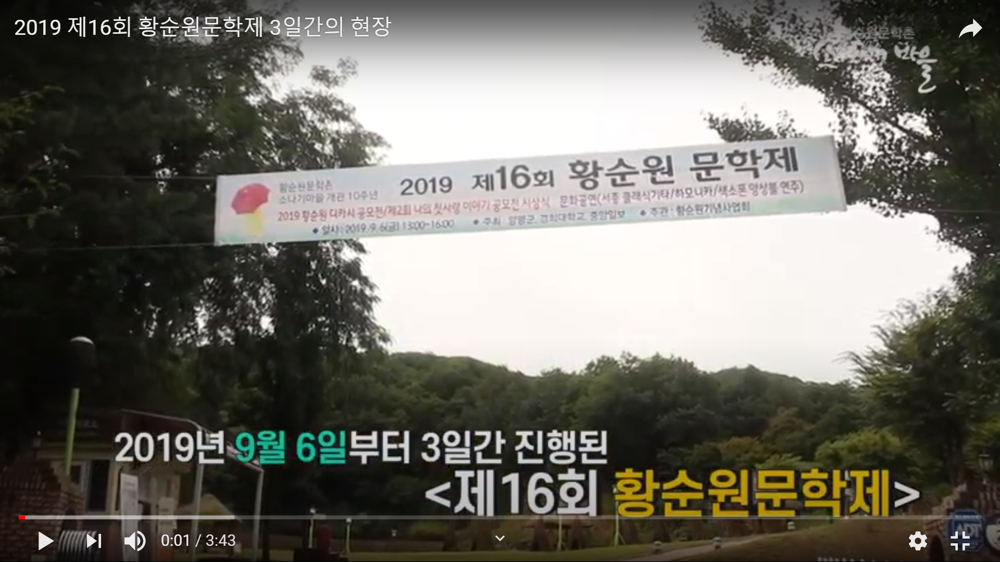 2019 제16회 황순원문학제 3일간의 현장
순원문학촌
마을
황순원문학촌
소나기마을 개관 10주년
2019 제16회 황순원 문학제
2019 황순원 디카시 공모전/제2회 나의 첫사랑 이야기 공모전 시상식 문화공연(서종 클래식기타/하모니카/색소폰 앙상블 연주)
◆ 일시 : 2019. 9. 6(금) 13:00~16:00 ◆ 주최 : 양평군, 경희대학교, 중앙일보 ◆ 주관 : 황순원기념사업회
2019년 9월 6일부터 3일간 진행된
<제16회 황순원문학제>
ADT
0:01 / 3:43